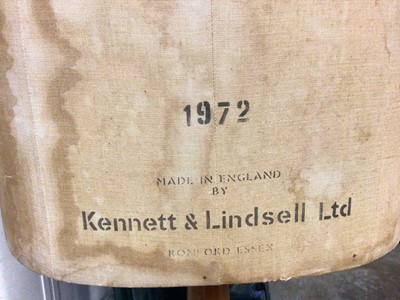 1972
MADE IN ENGLAND
BY
Kennett & Lindsell Ltd
ROMFORD ESSEX